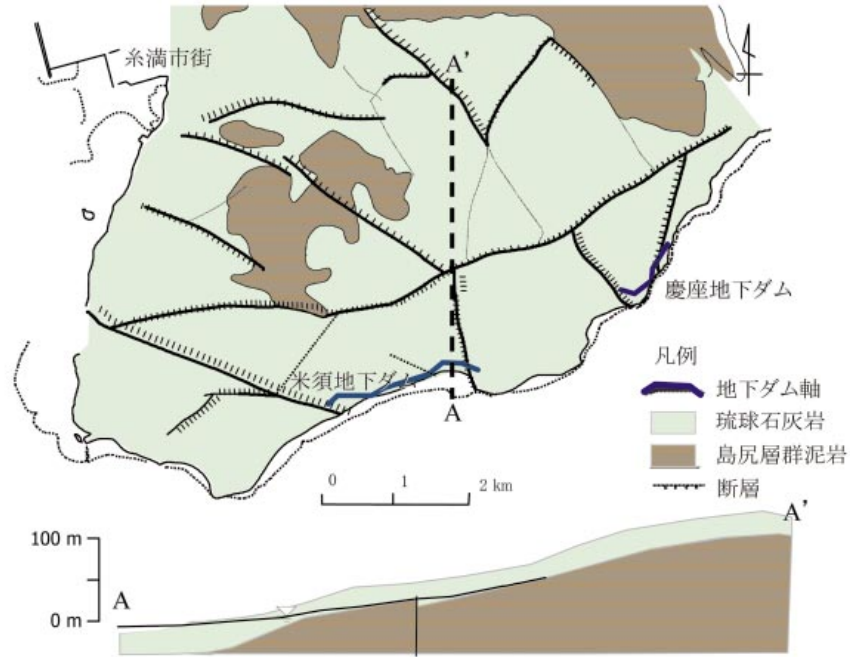 糸満市街
A'
慶座地下ダム
米須地下ダム
A
凡例
地下ダム軸
琉球石灰岩
島尻層群泥岩
断層
0 1 2 km
A'
100 m
A
0 m